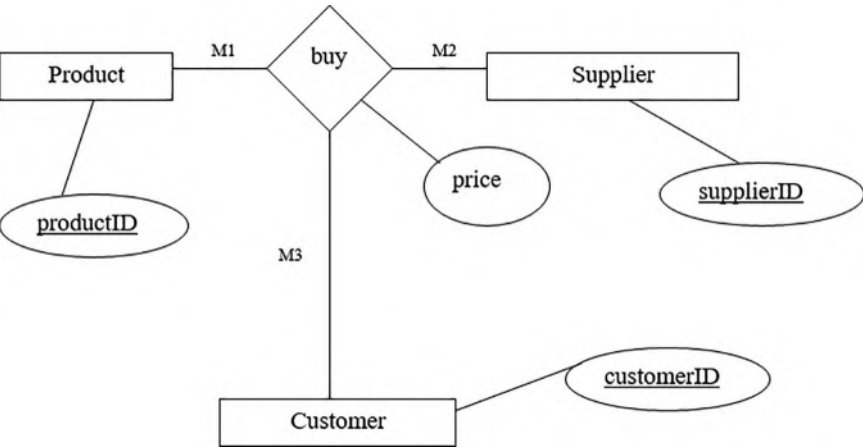 M1
buy
M2
Product
Supplier
price
supplierID
productID
M3
customerID
Customer